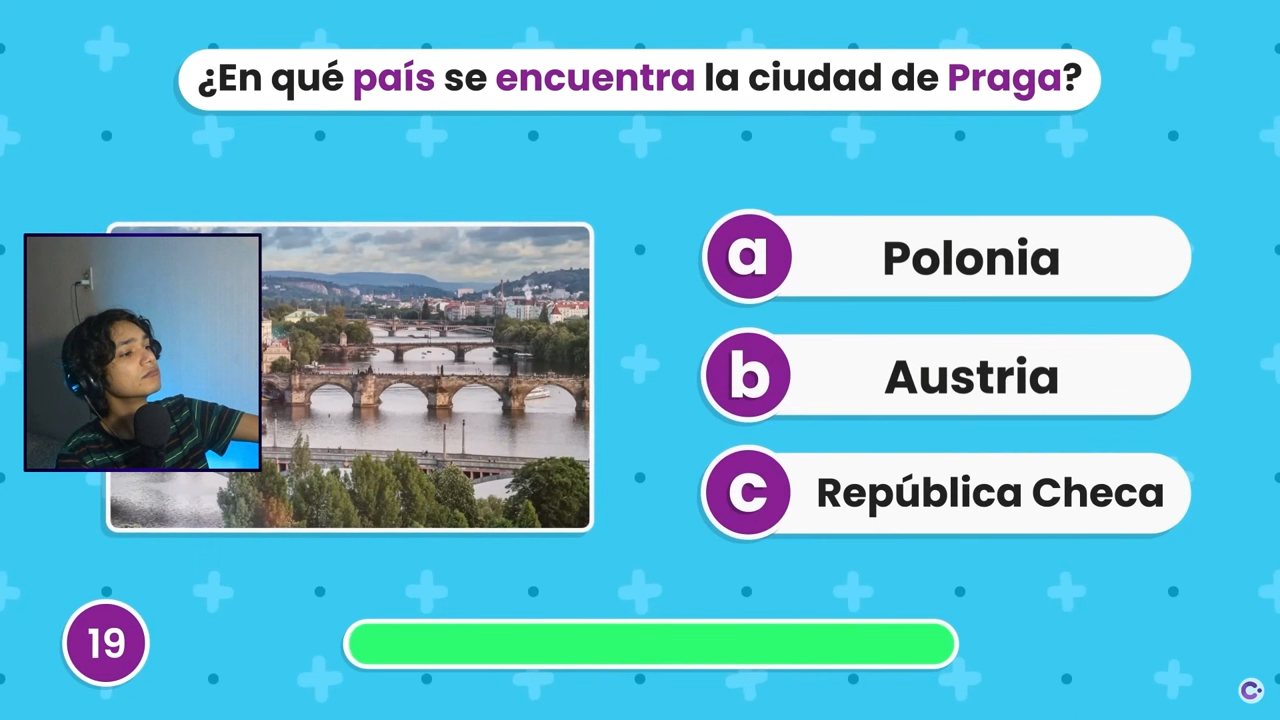 ¿En qué país se encuentra la ciudad de Praga?
a Polonia
b Austria
c República Checa
19